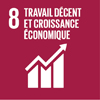 8 TRAVAIL DÉCENT
ET CROISSANCE
ÉCONOMIQUE